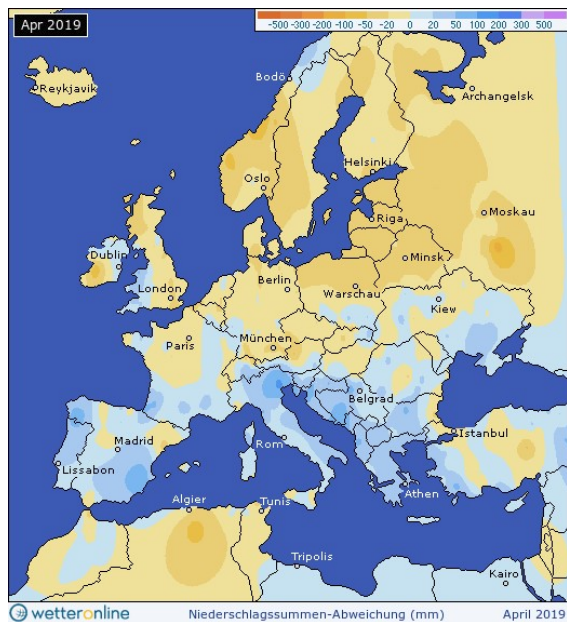 Apr 2019
-500 -300 -200 -100 -50 -20 0 20 50 100 200 300 500
Bodö
Reykjavik
Archangelsk
Helsinki
Oslo
Riga
Moskau
Dublin
Minsk
Berlin
London
Warschau
Kiew
Paris
München
Belgrad
Istanbul
Madrid
Rom
Lissabon
Athen
Algier
Tunis
Tripolis
Kairo
wetteronline Niederschlagssummen-Abweichung (mm) April 2019